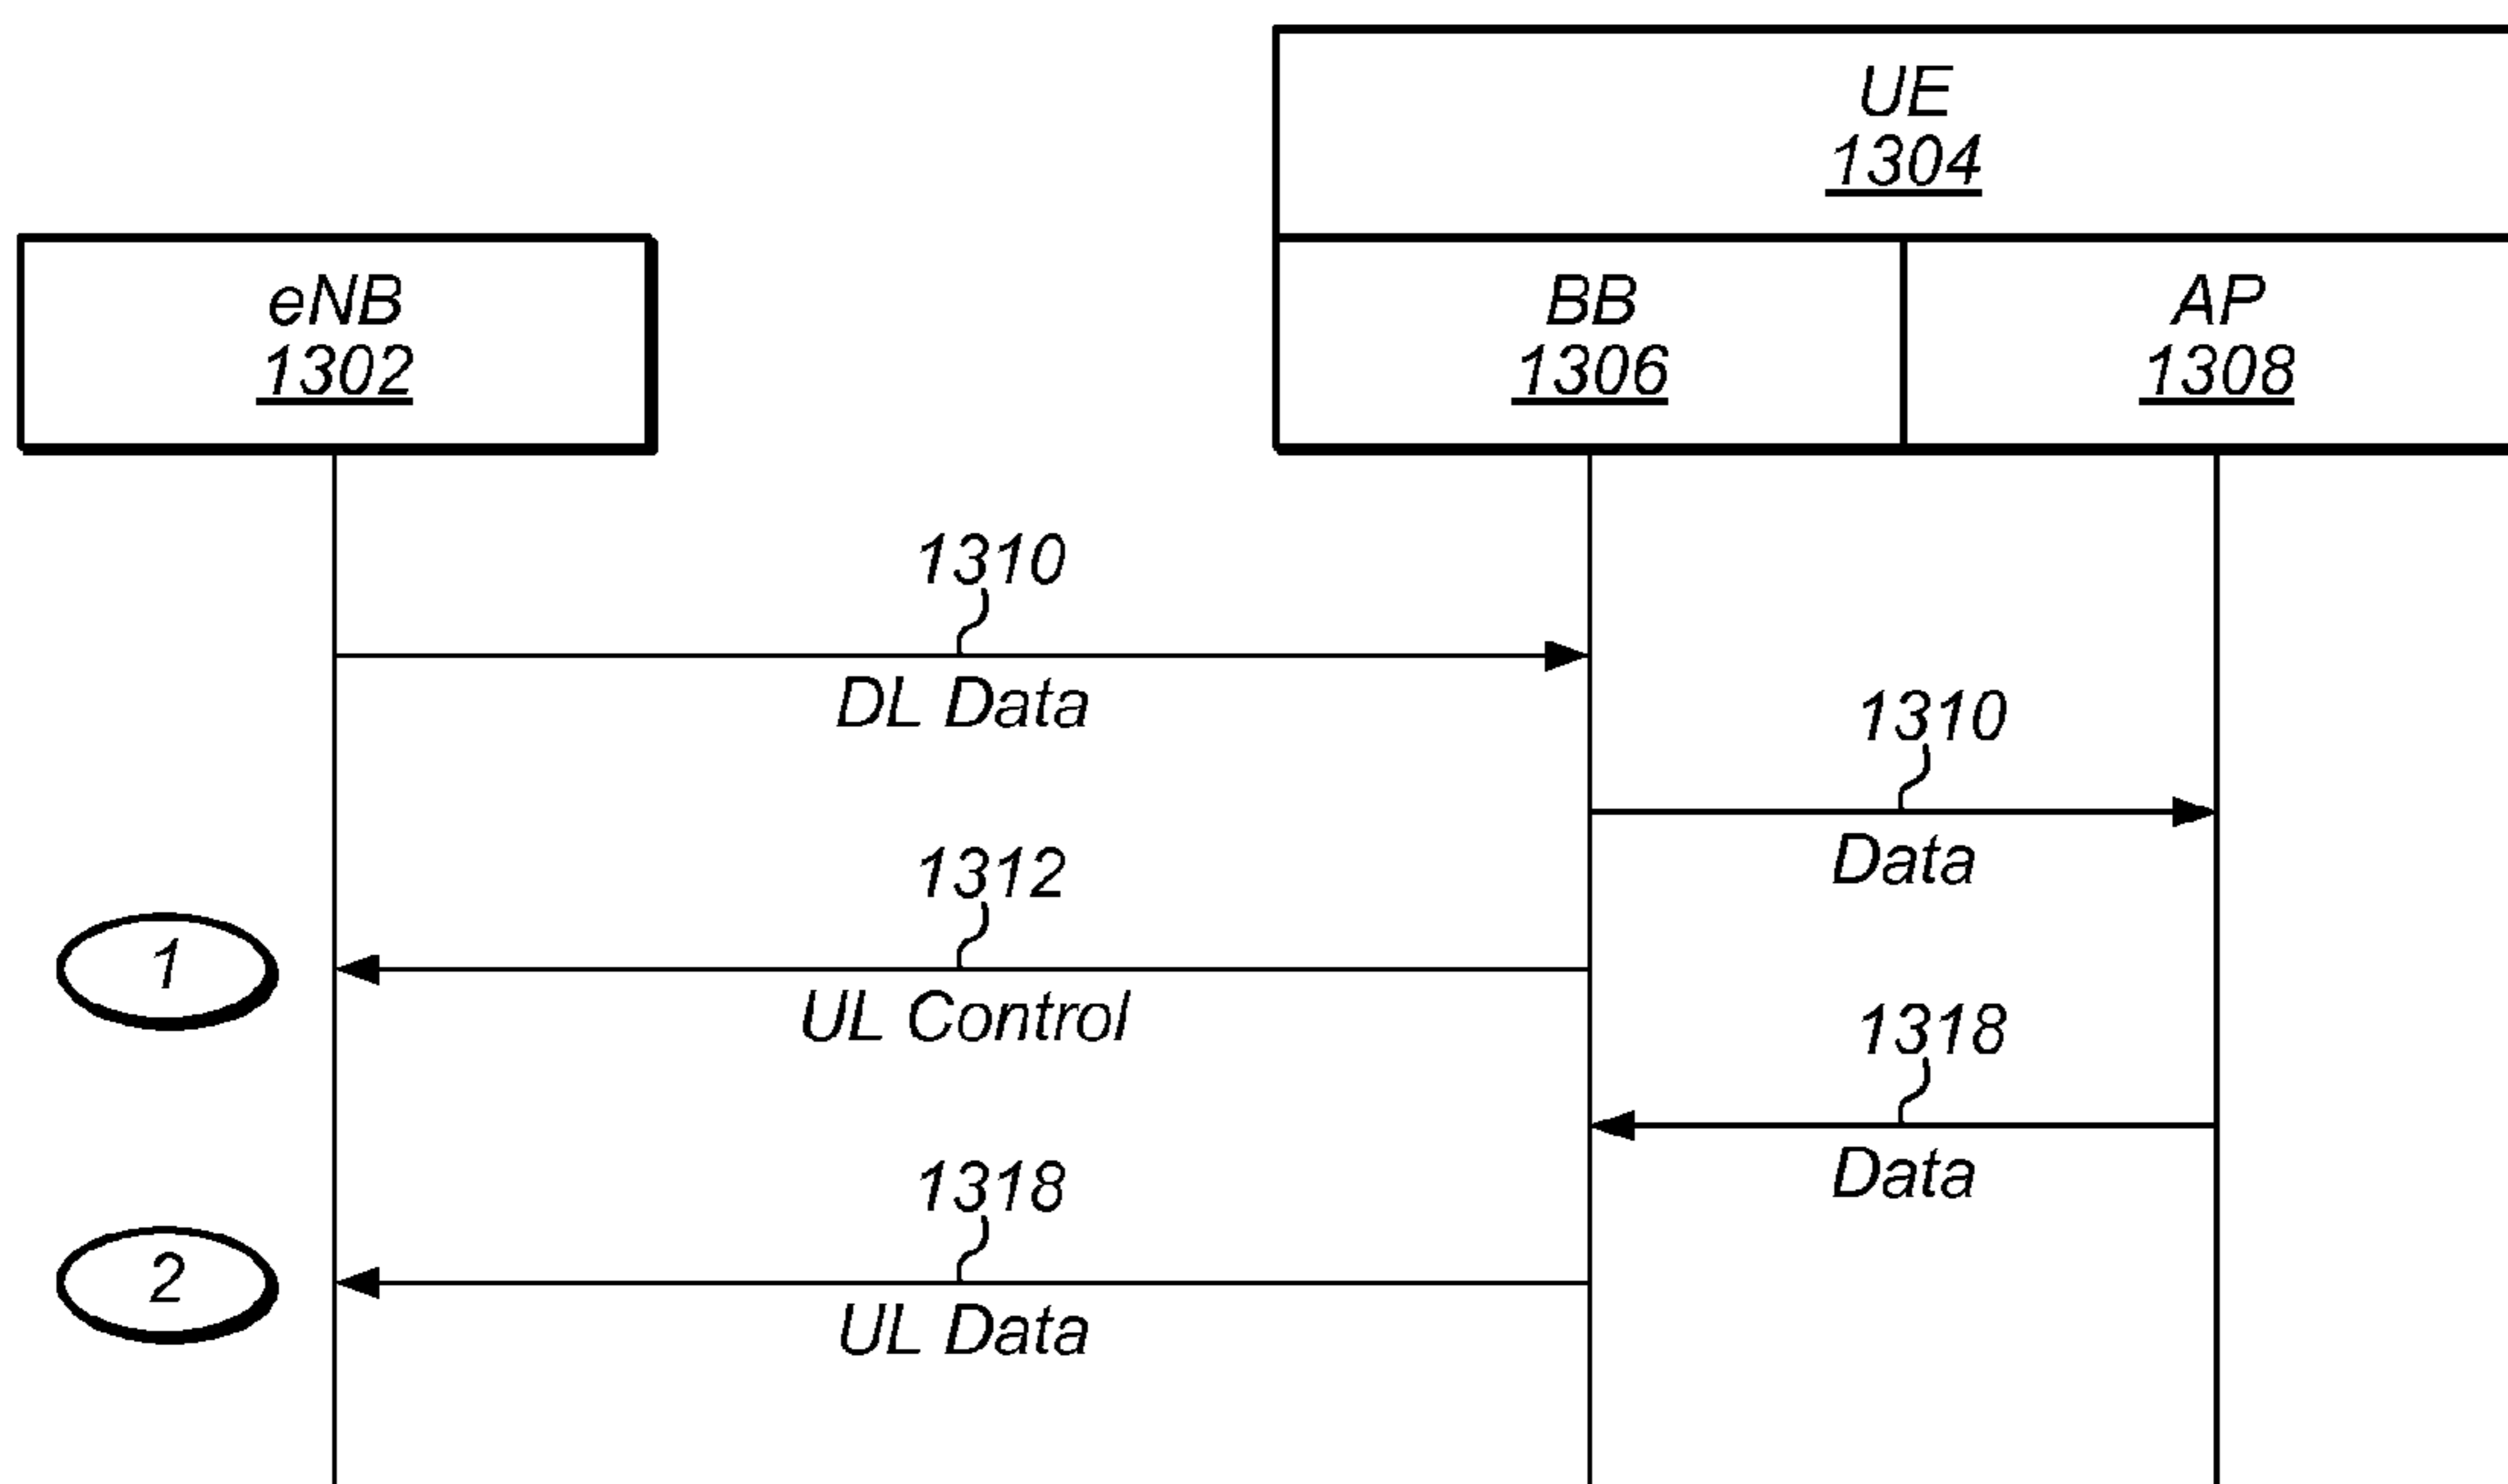 UE
1304
eNB
1302
BB
1306
AP
1308
1310
DL Data
1310
Data
1312
1
UL Control
1318
Data
1318
2
UL Data